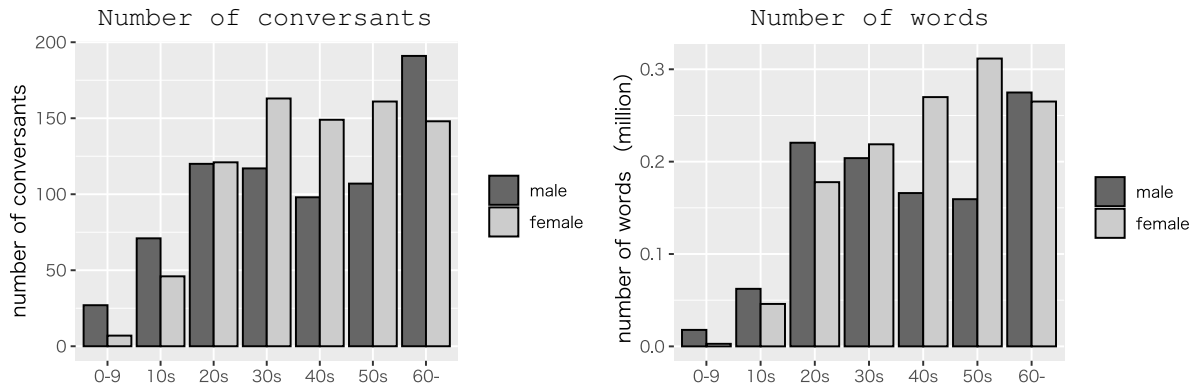 Number of conversants
number of conversants
200
150
100
50
0
0-9 10s 20s 30s 40s 50s 60-
male
female
Number of words
number of words (million)
0.3
0.2
0.1
0.0
0-9 10s 20s 30s 40s 50s 60-
male
female